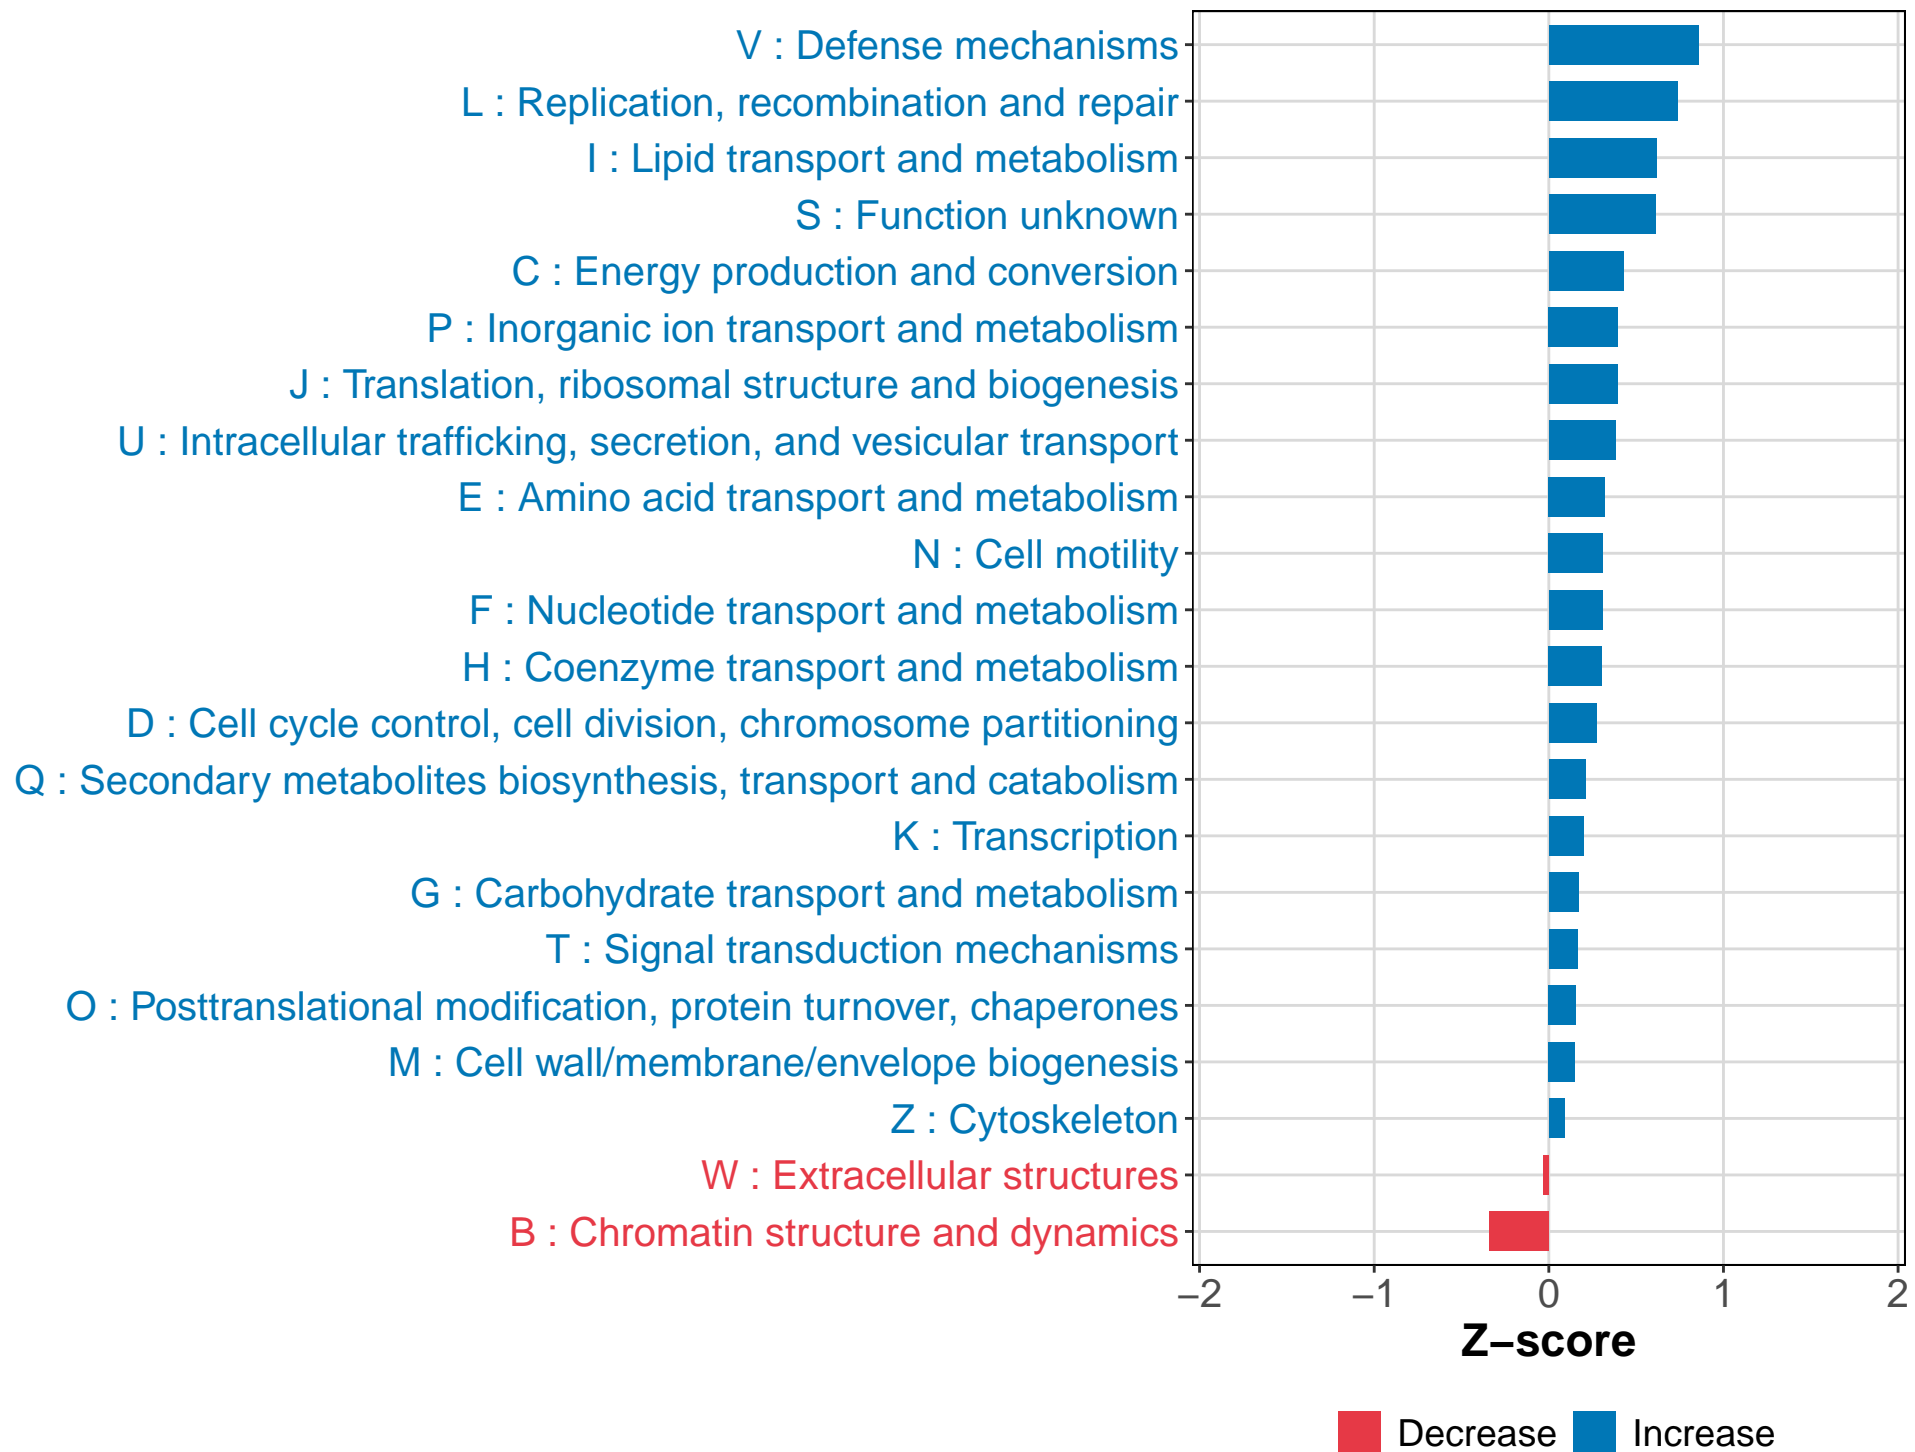 V : Defense mechanisms
L : Replication, recombination and repair
I : Lipid transport and metabolism
S : Function unknown
C : Energy production and conversion
P : Inorganic ion transport and metabolism
J : Translation, ribosomal structure and biogenesis
U : Intracellular trafficking, secretion, and vesicular transport
E : Amino acid transport and metabolism
N : Cell motility
F : Nucleotide transport and metabolism
H : Coenzyme transport and metabolism
D : Cell cycle control, cell division, chromosome partitioning
Q : Secondary metabolites biosynthesis, transport and catabolism
K : Transcription
G : Carbohydrate transport and metabolism
T : Signal transduction mechanisms
O : Posttranslational modification, protein turnover, chaperones
M : Cell wall/membrane/envelope biogenesis
Z : Cytoskeleton
W : Extracellular structures
B : Chromatin structure and dynamics
−2 −1 0 1 2
Z−score
Decrease Increase